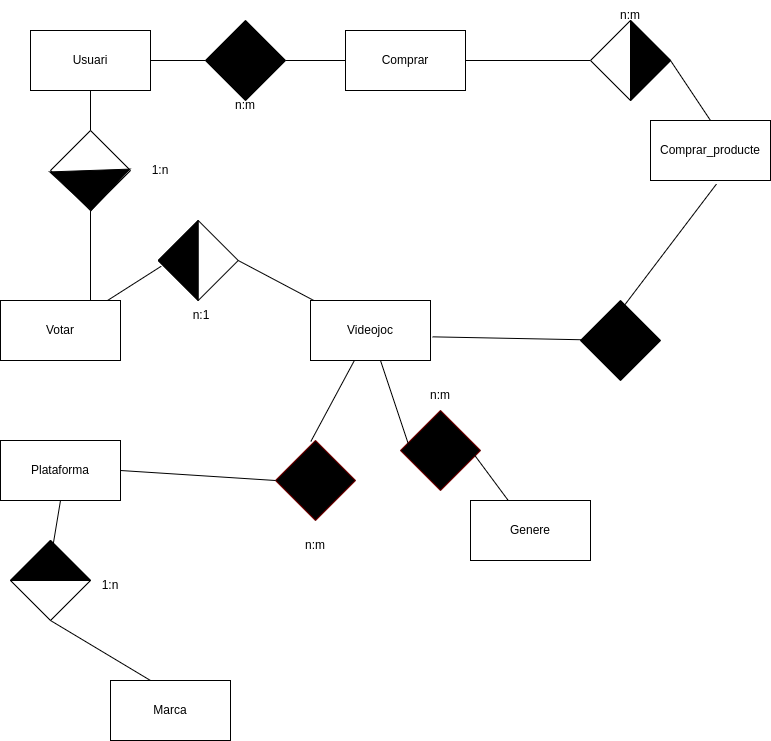 n:m
Usuari
Comprar
n:m
Comprar_producte
1:n
n:1
Votar
Videojoc
n:m
Plataforma
n:m
Genere
1:n
Marca